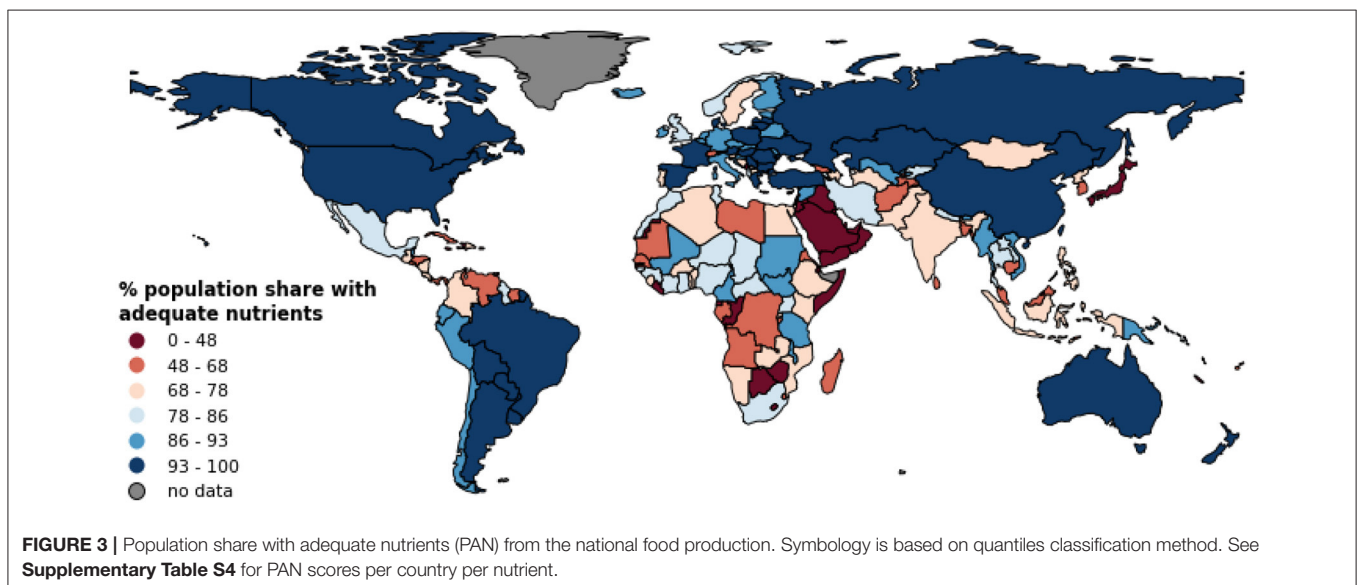 % population share with
adequate nutrients
0 - 48
48 - 68
68 - 78
78 - 86
86 - 93
93 - 100
no data
FIGURE 3 | Population share with adequate nutrients (PAN) from the national food production. Symbology is based on quantiles classification method. See
Supplementary Table S4 for PAN scores per country per nutrient.